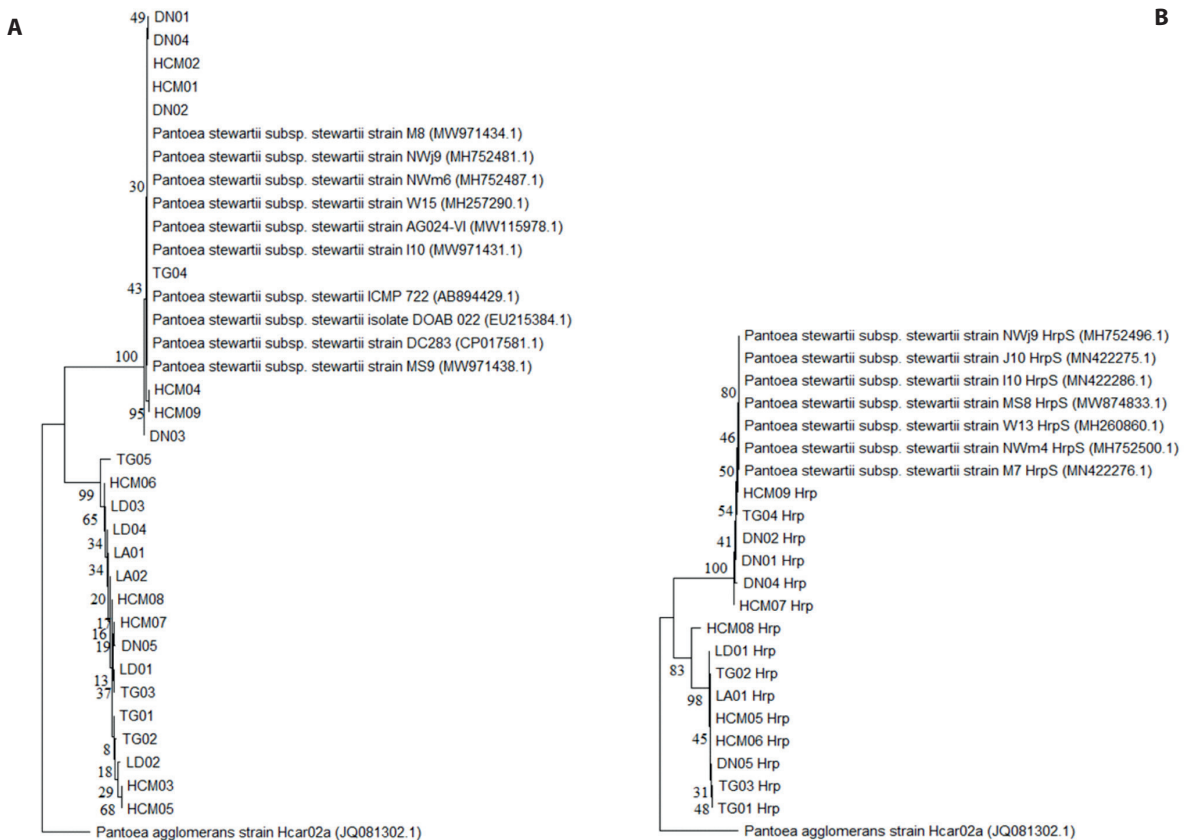 A
49
DN01
DN04
HCM02
HCM01
DN02
Pantoea stewartii subsp. stewartii strain M8 (MW971434.1)
Pantoea stewartii subsp. stewartii strain NWj9 (MH752481.1)
30
Pantoea stewartii subsp. stewartii strain NWm6 (MH752487.1)
Pantoea stewartii subsp. stewartii strain W15 (MH257290.1)
Pantoea stewartii subsp. stewartii strain AG024-VI (MW115978.1)
Pantoea stewartii subsp. stewartii strain I10 (MW971431.1)
TG04
43
Pantoea stewartii subsp. stewartii ICMP 722 (AB894429.1)
Pantoea stewartii subsp. stewartii isolate DOAB 022 (EU215384.1)
Pantoea stewartii subsp. stewartii strain DC283 (CP017581.1)
100
Pantoea stewartii subsp. stewartii strain MS9 (MW971438.1)
HCM04
95
HCM09
DN03
TG05
HCM06
99
LD03
65
LD04
34
LA01
34
LA02
20
HCM08
17
HCM07
16
19
DN05
LD01
13
37
TG03
TG01
TG02
8
LD02
18
29
HCM03
68
HCM05
Pantoea agglomerans strain Hcar02a (JQ081302.1)
B
Pantoea stewartii subsp. stewartii strain NWj9 HrpS (MH752496.1)
Pantoea stewartii subsp. stewartii strain J10 HrpS (MN422275.1)
Pantoea stewartii subsp. stewartii strain I10 HrpS (MN422286.1)
80
Pantoea stewartii subsp. stewartii strain MS8 HrpS (MW874833.1)
Pantoea stewartii subsp. stewartii strain W13 HrpS (MH260860.1)
46
Pantoea stewartii subsp. stewartii strain NWm4 HrpS (MH752500.1)
50
Pantoea stewartii subsp. stewartii strain M7 HrpS (MN422276.1)
HCM09 Hrp
54
TG04 Hrp
41
DN02 Hrp
DN01 Hrp
100
DN04 Hrp
HCM07 Hrp
HCM08 Hrp
LD01 Hrp
83
TG02 Hrp
98
LA01 Hrp
HCM05 Hrp
45
HCM06 Hrp
DN05 Hrp
31
TG03 Hrp
48
TG01 Hrp
Pantoea agglomerans strain Hcar02a (JQ081302.1)